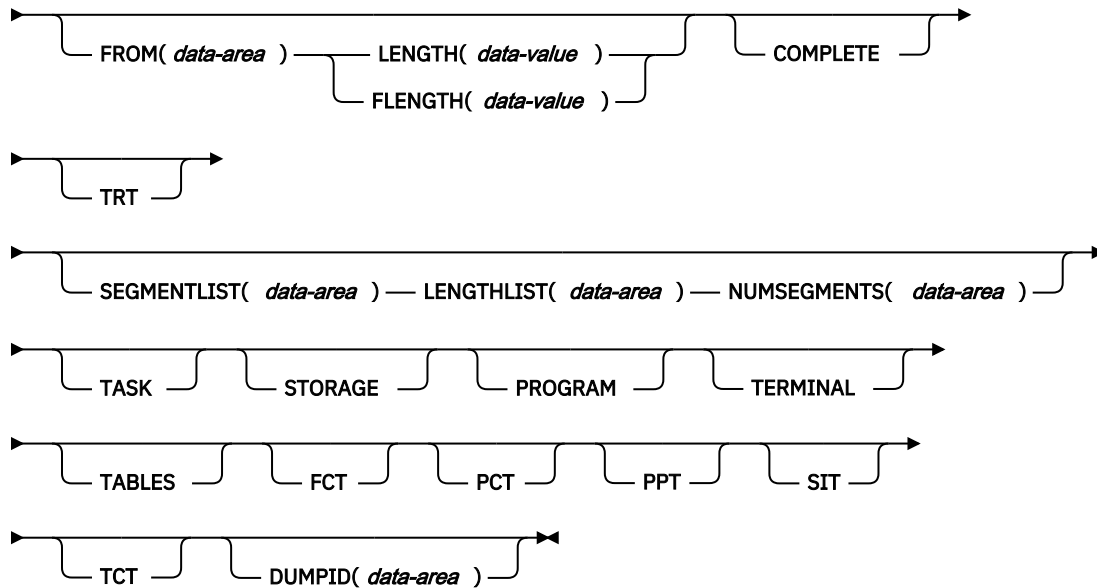 FROM( data-area ) LENGTH( data-value ) COMPLETE
FLENGTH( data-value )
TRT
SEGMENTLIST( data-area ) LENGTHLIST( data-area ) NUMSEGMENTS( data-area )
TASK STORAGE PROGRAM TERMINAL
TABLES FCT PCT PPT SIT
TCT DUMPID( data-area )